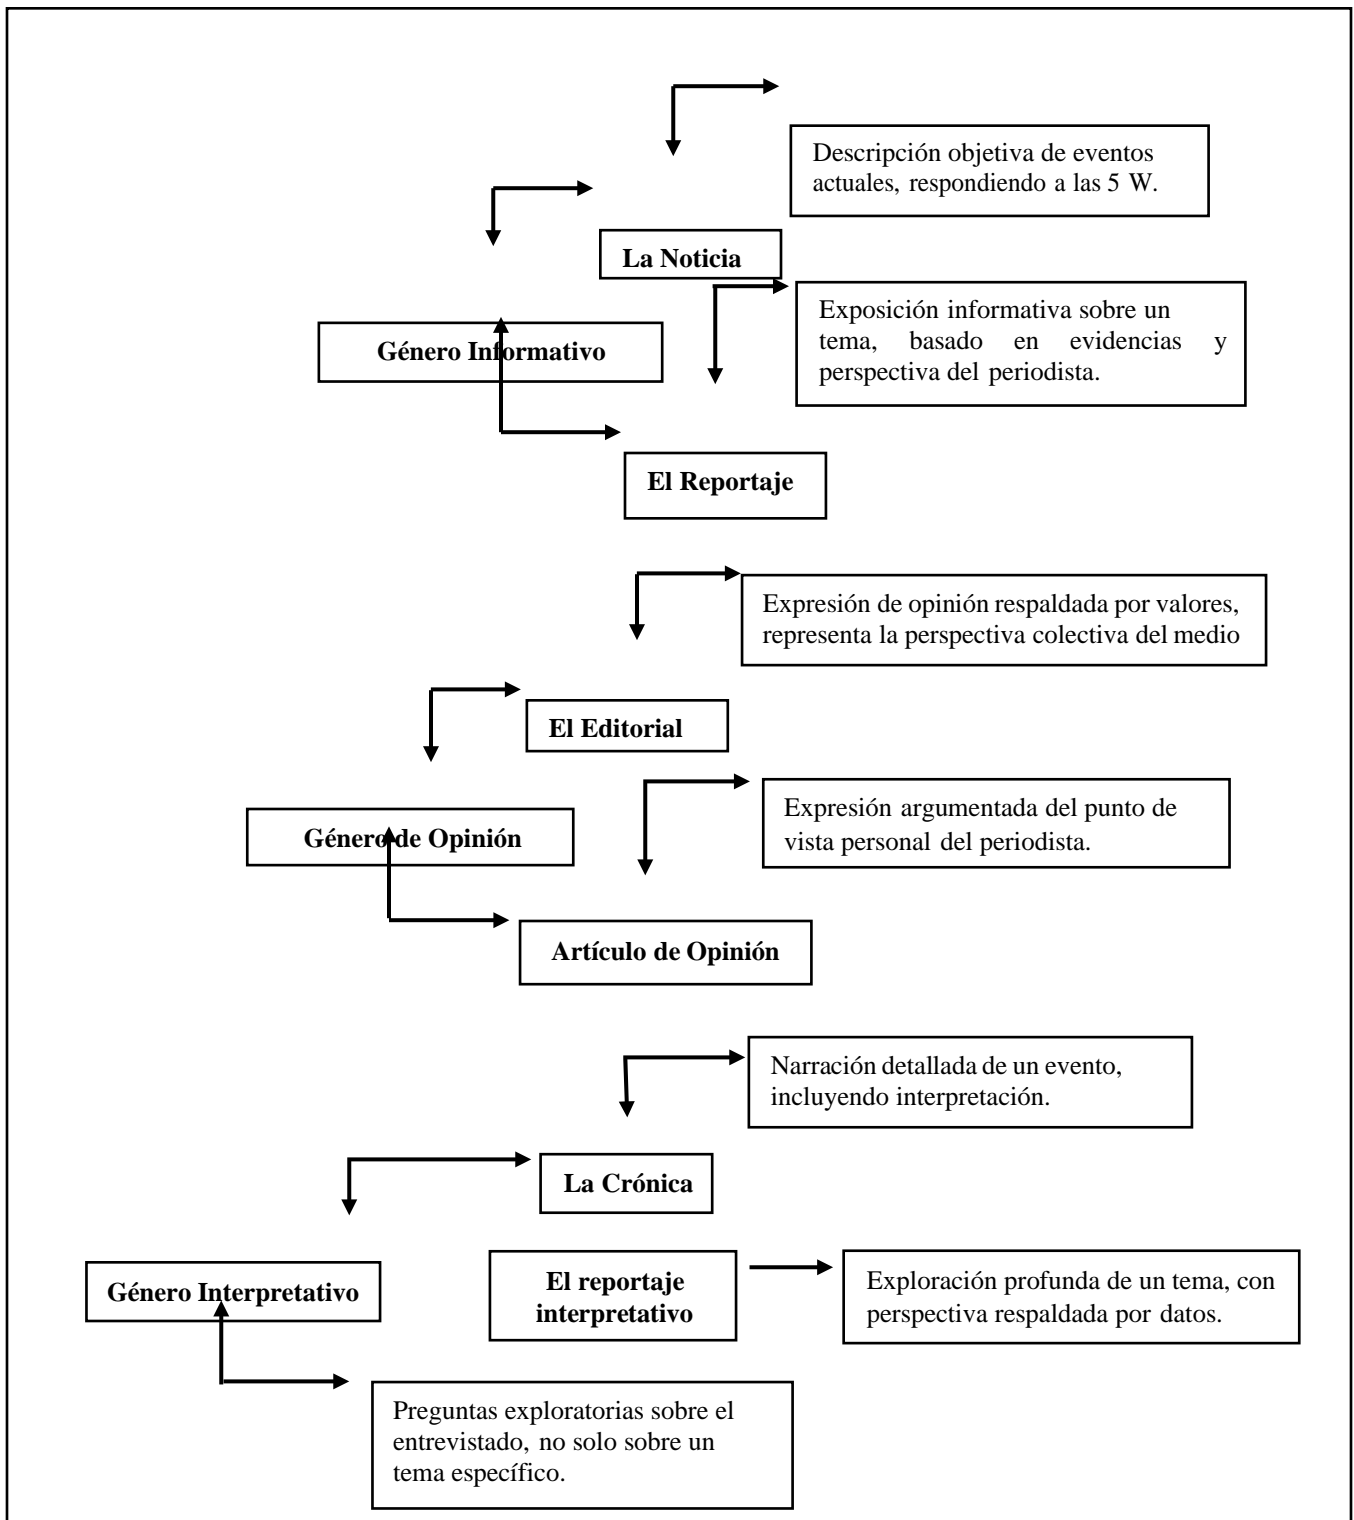 Descripción objetiva de eventos
actuales, respondiendo a las 5 W.
La Noticia
Exposición informativa sobre un
tema, basado en evidencias y
perspectiva del periodista.
Género Informativo
El Reportaje
Expresión de opinión respaldada por valores,
representa la perspectiva colectiva del medio
El Editorial
Expresión argumentada del punto de
vista personal del periodista.
Género de Opinión
Artículo de Opinión
Narración detallada de un evento,
incluyendo interpretación.
La Crónica
Género Interpretativo
El reportaje
interpretativo
Exploración profunda de un tema, con
perspectiva respaldada por datos.
Preguntas exploratorias sobre el
entrevistado, no solo sobre un
tema específico.